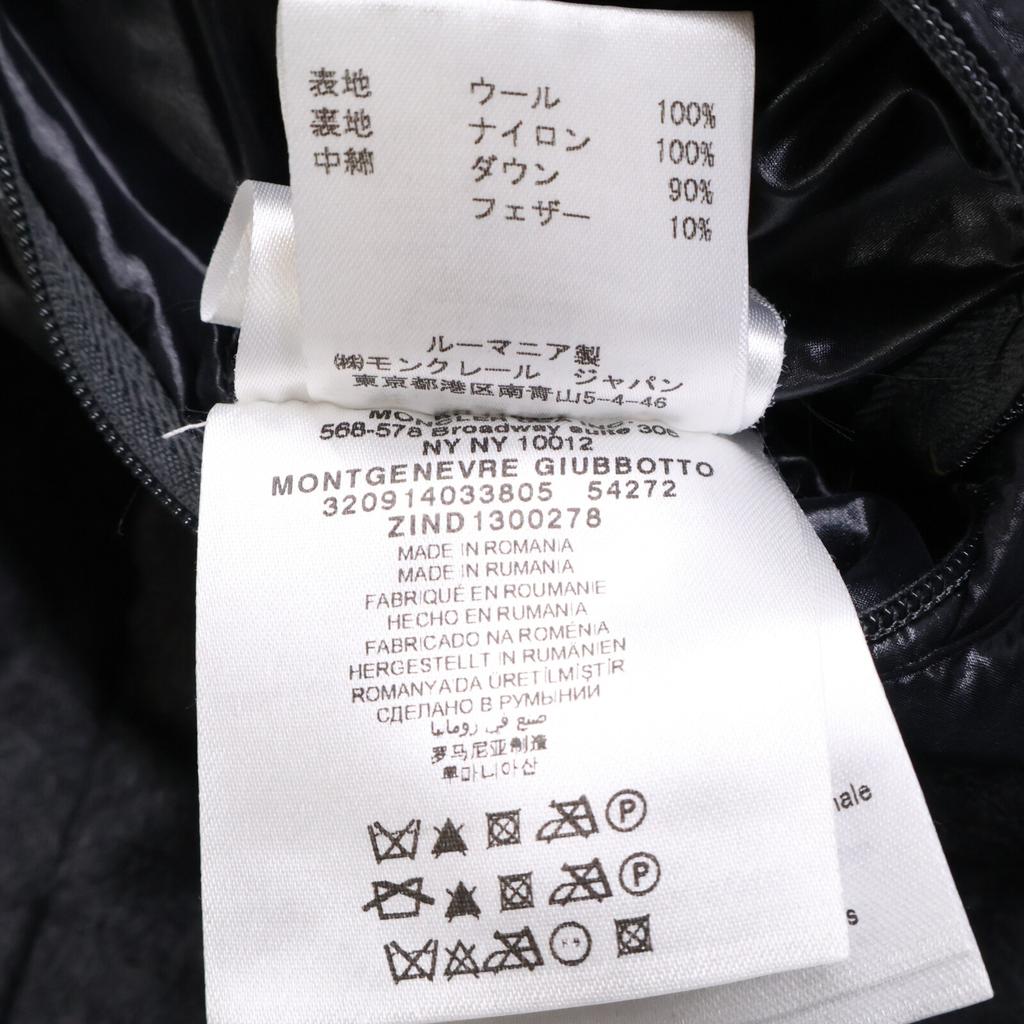 表地 ウール 100%
裏地 ナイロン 100%
中綿 ダウン 90%
フェザー 10%
ルーマニア製
㈱モンクレール ジャパン
東京都港区南青山5-4-46
568-578 Broadway suite 306
NY NY 10012
MONTGENEVRE GIUBBOTTO
320914033805 54272
ZIND1300278
MADE IN ROMANIA
MADE IN RUMANIA
FABRIQUÉ EN ROUMANIE
HECHO EN RUMANIA
FABRICADO NA ROMÉNIA
HERGESTELLT IN RUMÄNIEN
ROMANYA'DA ÜRETİLMİŞTİR
СДЕЛАНО В РУМЫНИИ
صنع في رومانيا
罗马尼亚制造
루마니아산
P
P